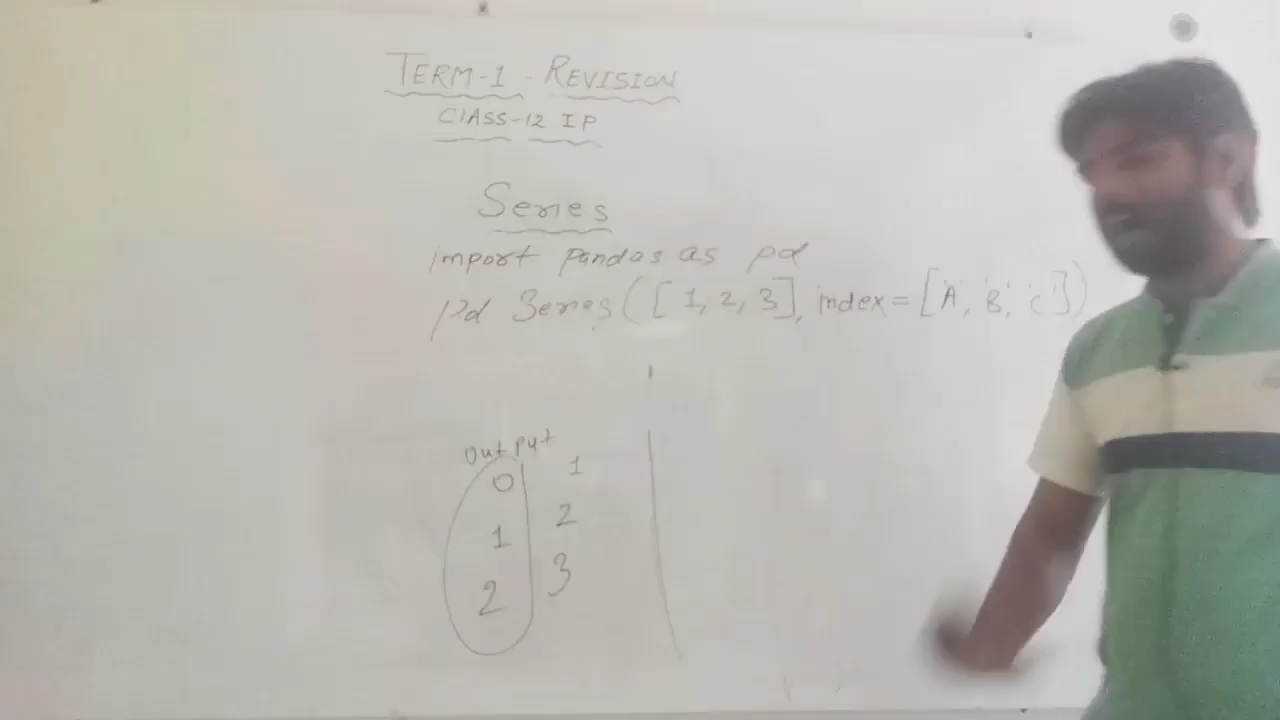 TERM-1 - REVISION
CLASS-12 IP
Series
import Pandas as pd
Pd Series([1, 2, 3], index=['A', 'B', 'C'])
Output
0 1
1 2
2 3